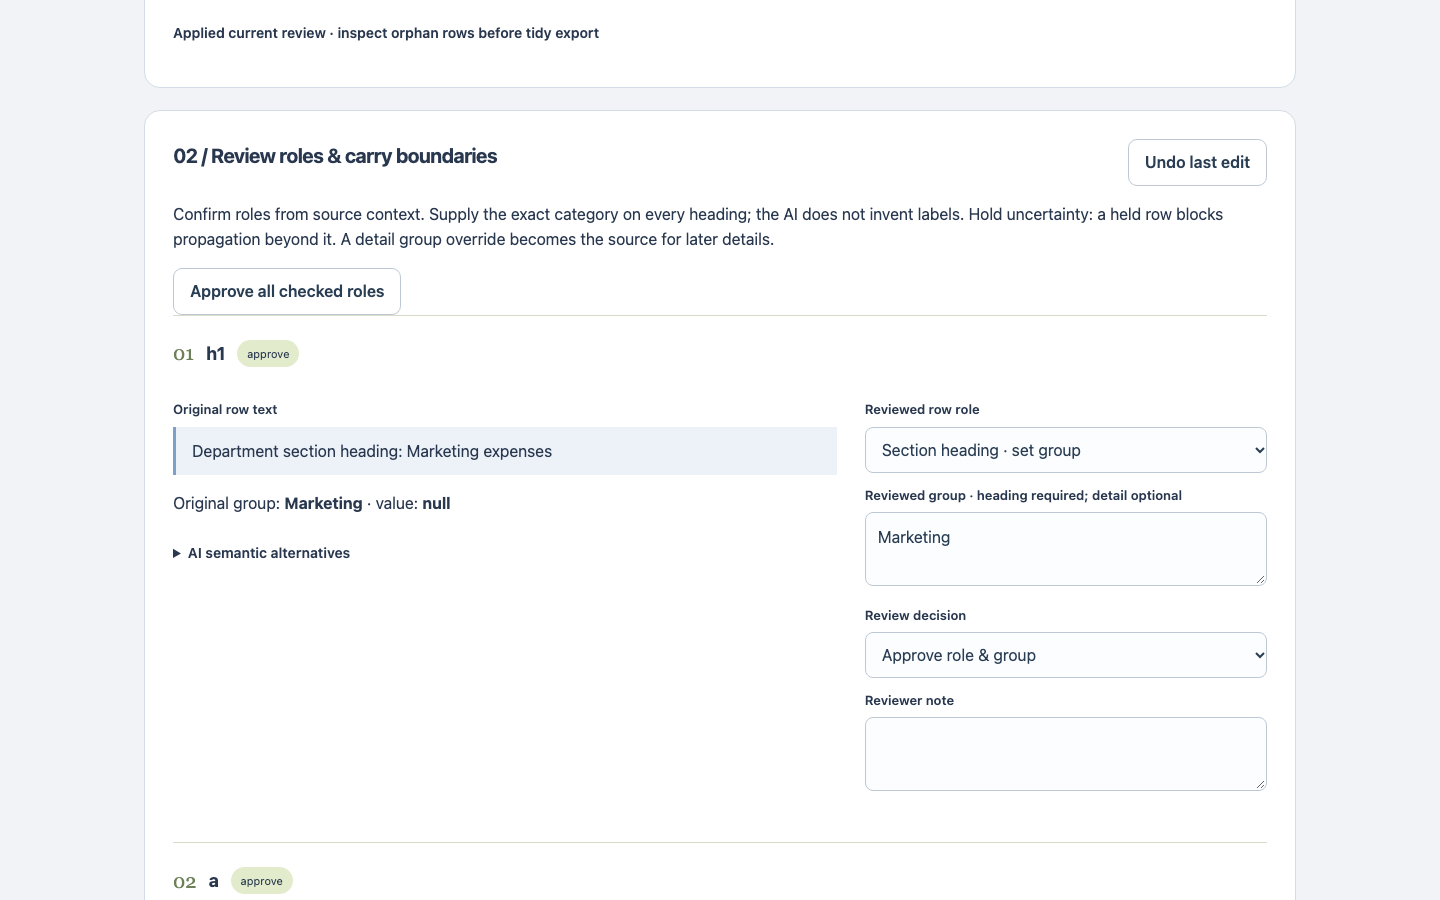 Applied current review · inspect orphan rows before tidy export
02 / Review roles & carry boundaries
Undo last edit
Confirm roles from source context. Supply the exact category on every heading; the AI does not invent labels. Hold uncertainty: a held row blocks
propagation beyond it. A detail group override becomes the source for later details.
Approve all checked roles
01 h1 approve
Original row text
Department section heading: Marketing expenses
Original group: Marketing · value: null
AI semantic alternatives
Reviewed row role
Section heading · set group
Reviewed group · heading required; detail optional
Marketing
Review decision
Approve role & group
Reviewer note
02 a approve